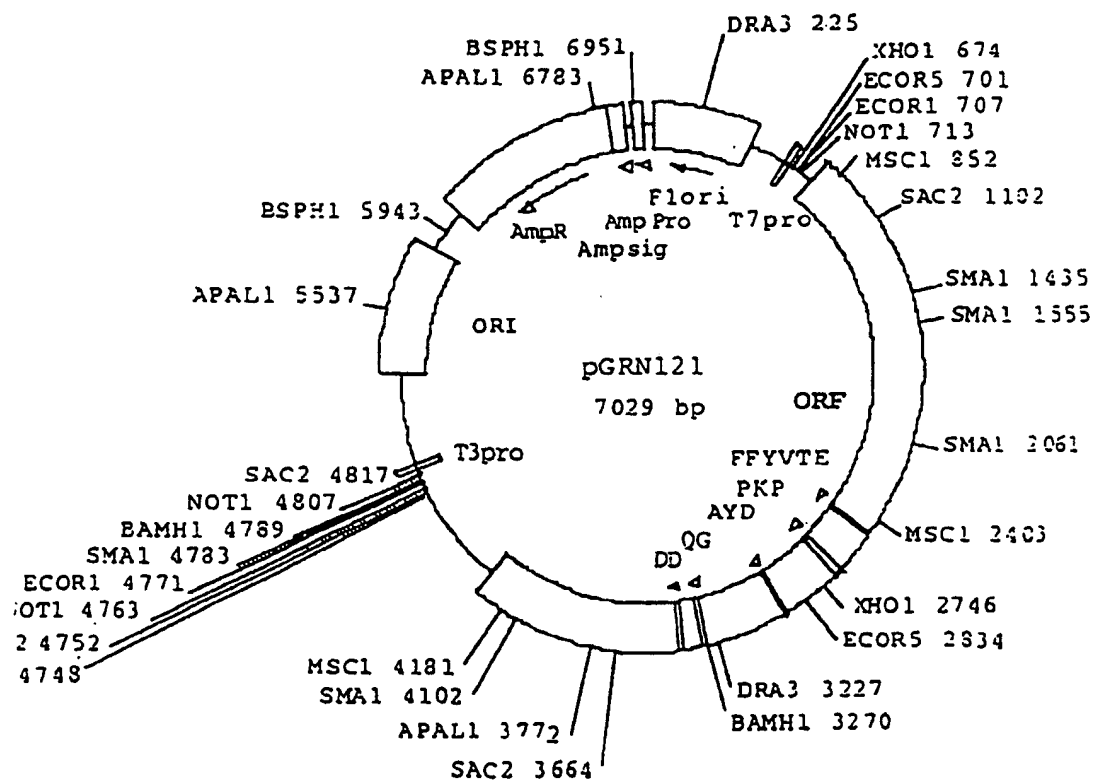 DRA3 225
BSPH1 6951
XHO1 674
APAL1 6783
ECOR5 701
ECOR1 707
NOT1 713
MSC1 852
SAC2 1102
SMA1 1435
SMA1 1555
SMA1 2061
MSC1 2403
XHO1 2746
ECOR5 2834
DRA3 3227
BAMH1 3270
SAC2 3664
APAL1 3772
SMA1 4102
MSC1 4181
4748
2 4752
OT1 4763
ECOR1 4771
SMA1 4783
BAMH1 4789
NOT1 4807
SAC2 4817
T3pro
APAL1 5537
BSPH1 5943
ORI
AmpR
Ampsig
Amp Pro
Flori
T7pro
pGRN121
7029 bp
ORF
FFYVTE
PKP
AYD
QG
DD